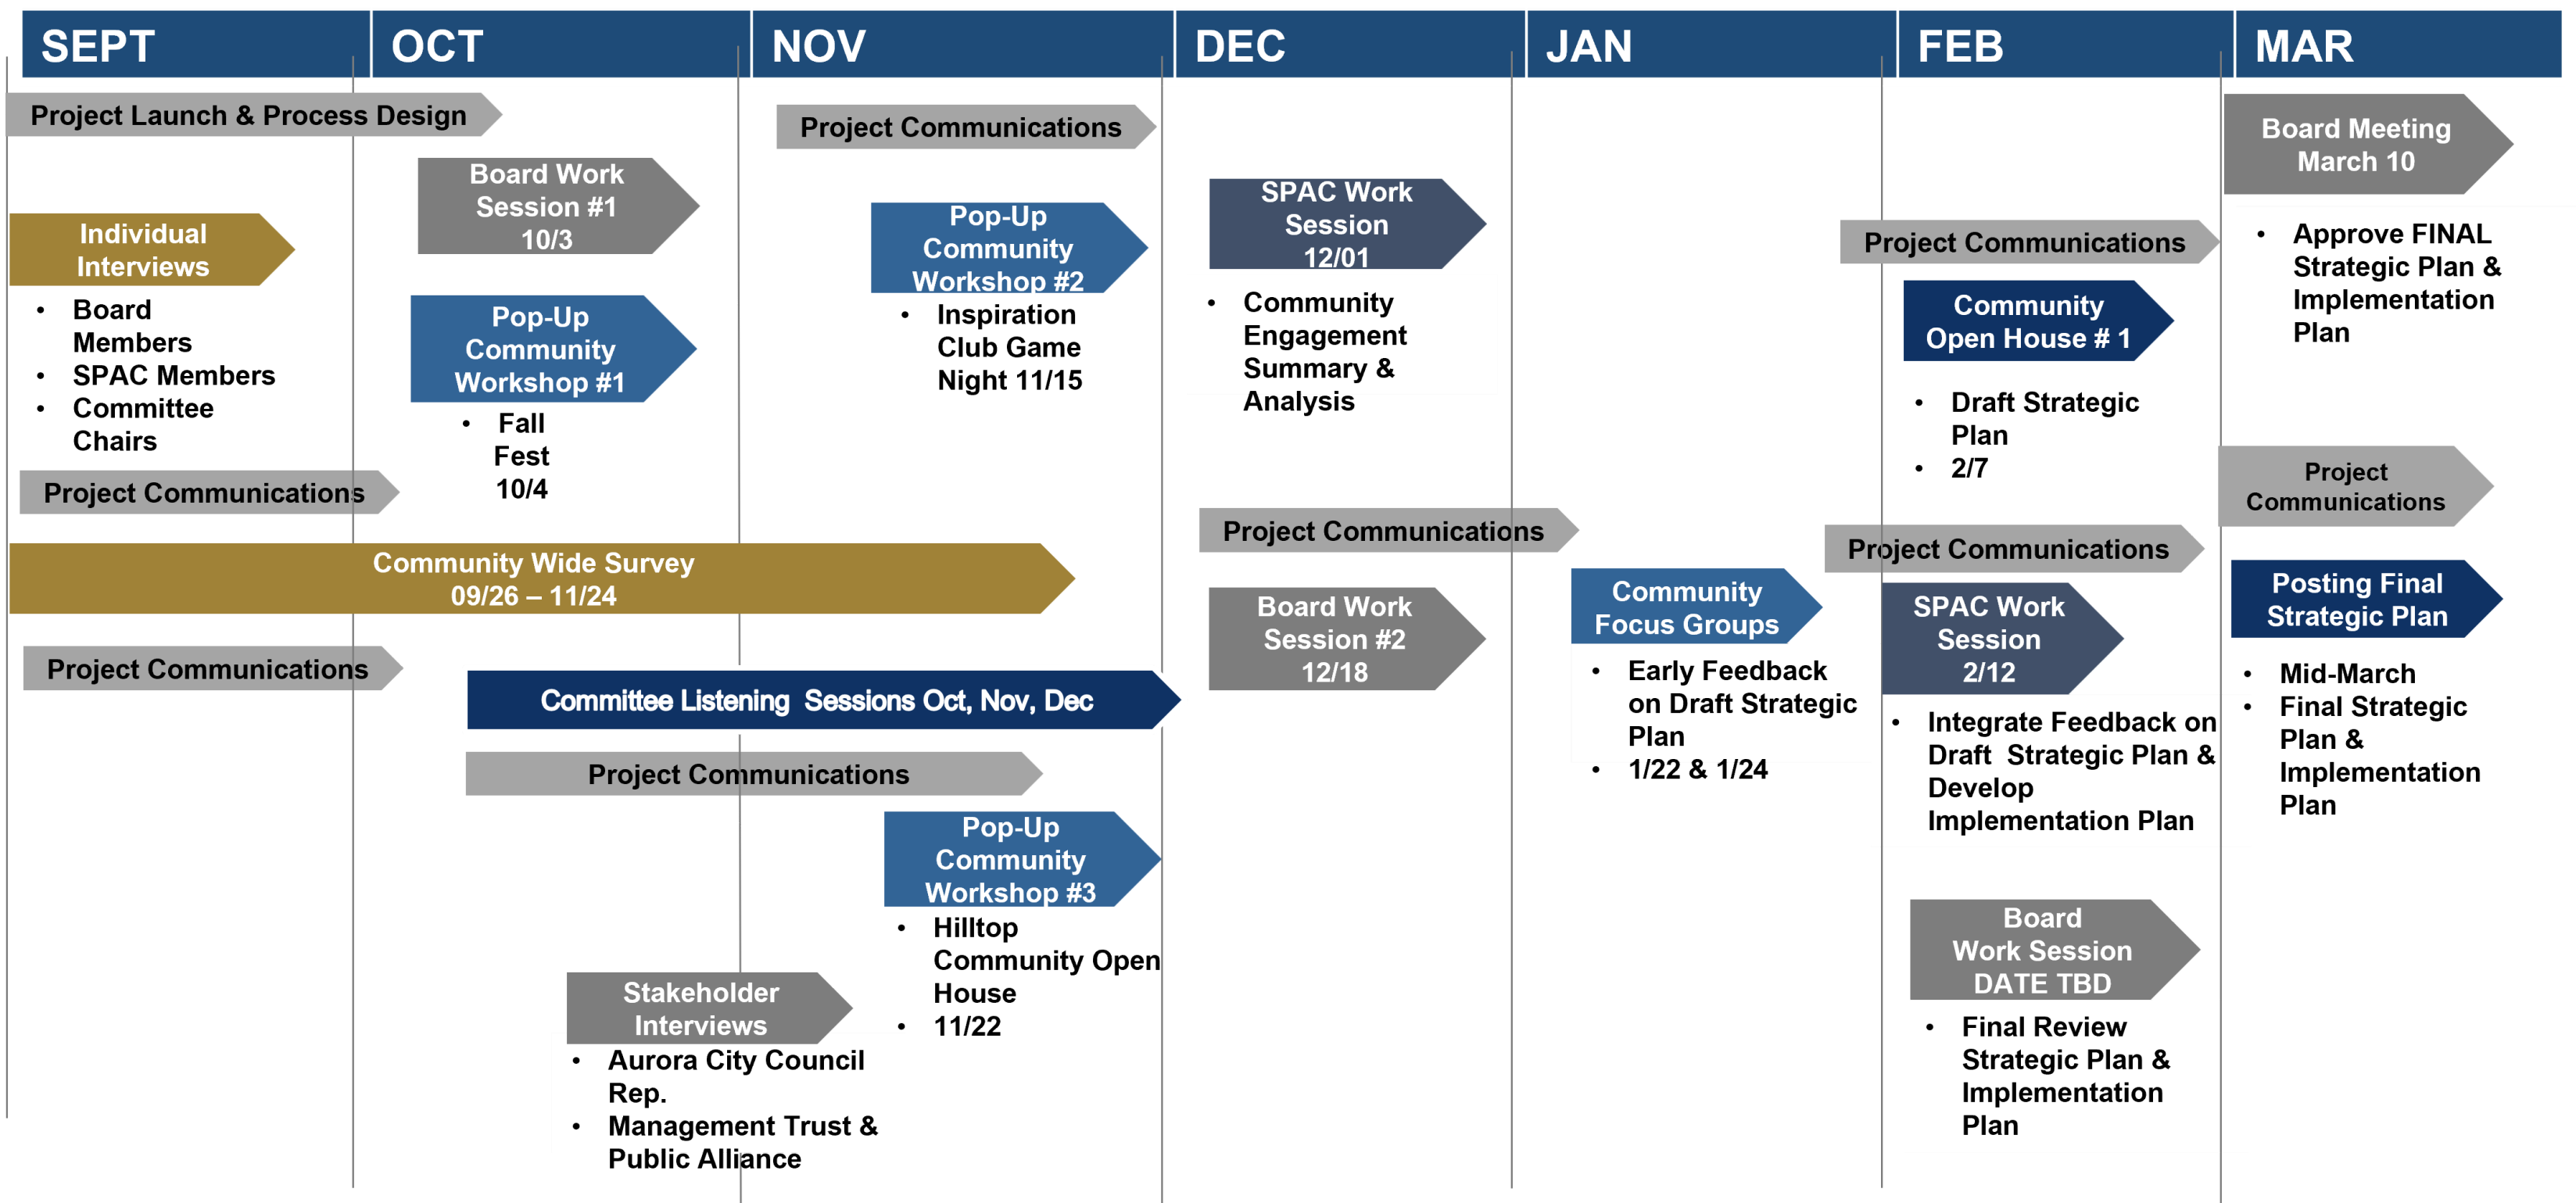 SEPT
OCT
NOV
DEC
JAN
FEB
MAR
Project Launch & Process Design
Individual
Interviews
• Board
Members
• SPAC Members
• Committee
Chairs
Project Communications
Community Wide Survey
09/26 – 11/24
Project Communications
Board Work
Session #1
10/3
Pop-Up
Community
Workshop #1
• Fall
Fest
10/4
Committee Listening  Sessions Oct, Nov, Dec
Project Communications
Stakeholder
Interviews
• Aurora City Council
Rep.
• Management Trust &
Public Alliance
Project Communications
Pop-Up
Community
Workshop #2
• Inspiration
Club Game
Night 11/15
Pop-Up
Community
Workshop #3
• Hilltop
Community Open
House
• 11/22
SPAC Work
Session
12/01
• Community
Engagement
Summary &
Analysis
Project Communications
Board Work
Session #2
12/18
Community
Focus Groups
• Early Feedback
on Draft Strategic
Plan
• 1/22 & 1/24
Project Communications
Community
Open House # 1
• Draft Strategic
Plan
• 2/7
Project Communications
SPAC Work
Session
2/12
• Integrate Feedback on
Draft  Strategic Plan &
Develop
Implementation Plan
Board
Work Session
DATE TBD
• Final Review
Strategic Plan &
Implementation
Plan
Board Meeting
March 10
• Approve FINAL
Strategic Plan &
Implementation
Plan
Project
Communications
Posting Final
Strategic Plan
• Mid-March
• Final Strategic
Plan &
Implementation
Plan